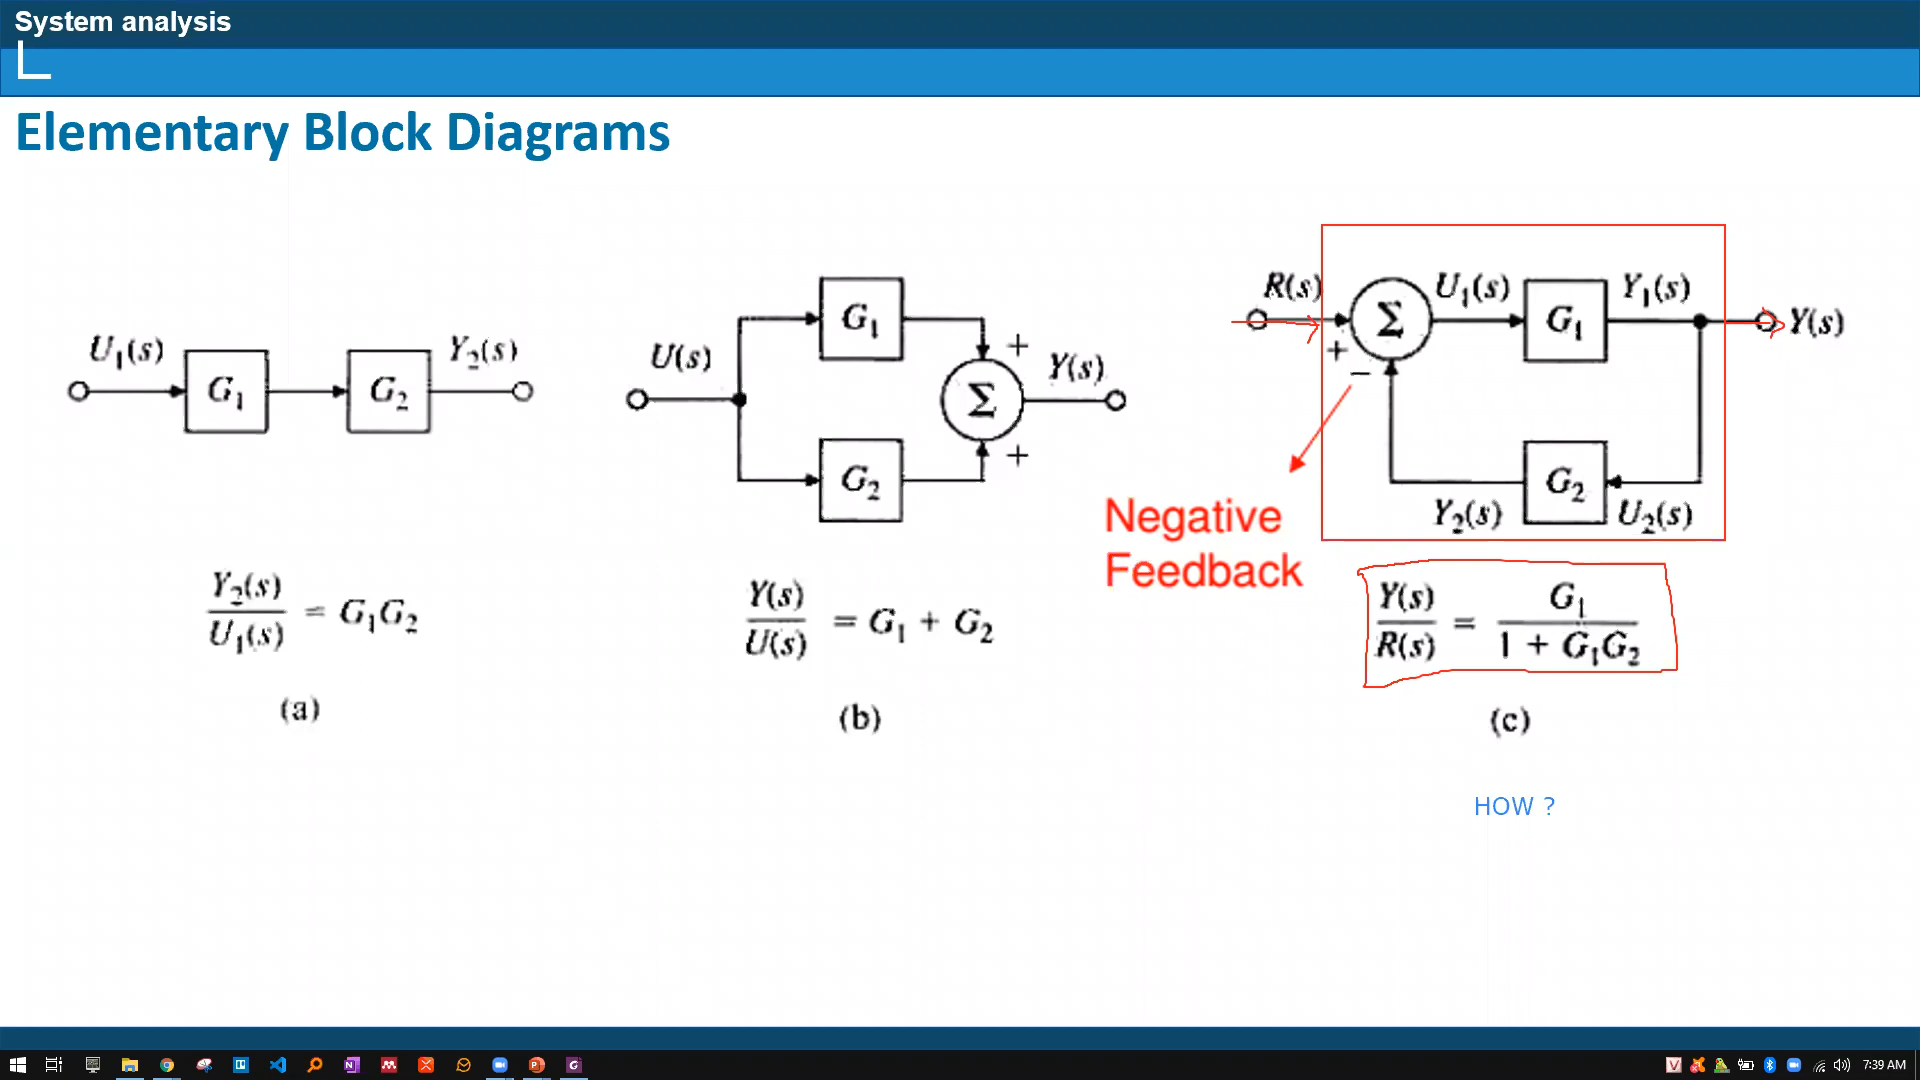 System analysis
Elementary Block Diagrams
U₁(s) G₁ G₂ Y₂(s)
Y₂(s) / U₁(s) = G₁G₂
(a)
U(s) G₁ G₂ Σ + + Y(s)
Y(s) / U(s) = G₁ + G₂
(b)
R(s) + − Σ U₁(s) G₁ Y₁(s) Y(s)
Y₂(s) G₂ U₂(s)
Negative
Feedback
Y(s) / R(s) = G₁ / 1 + G₁G₂
(c)
HOW ?
7:39 AM